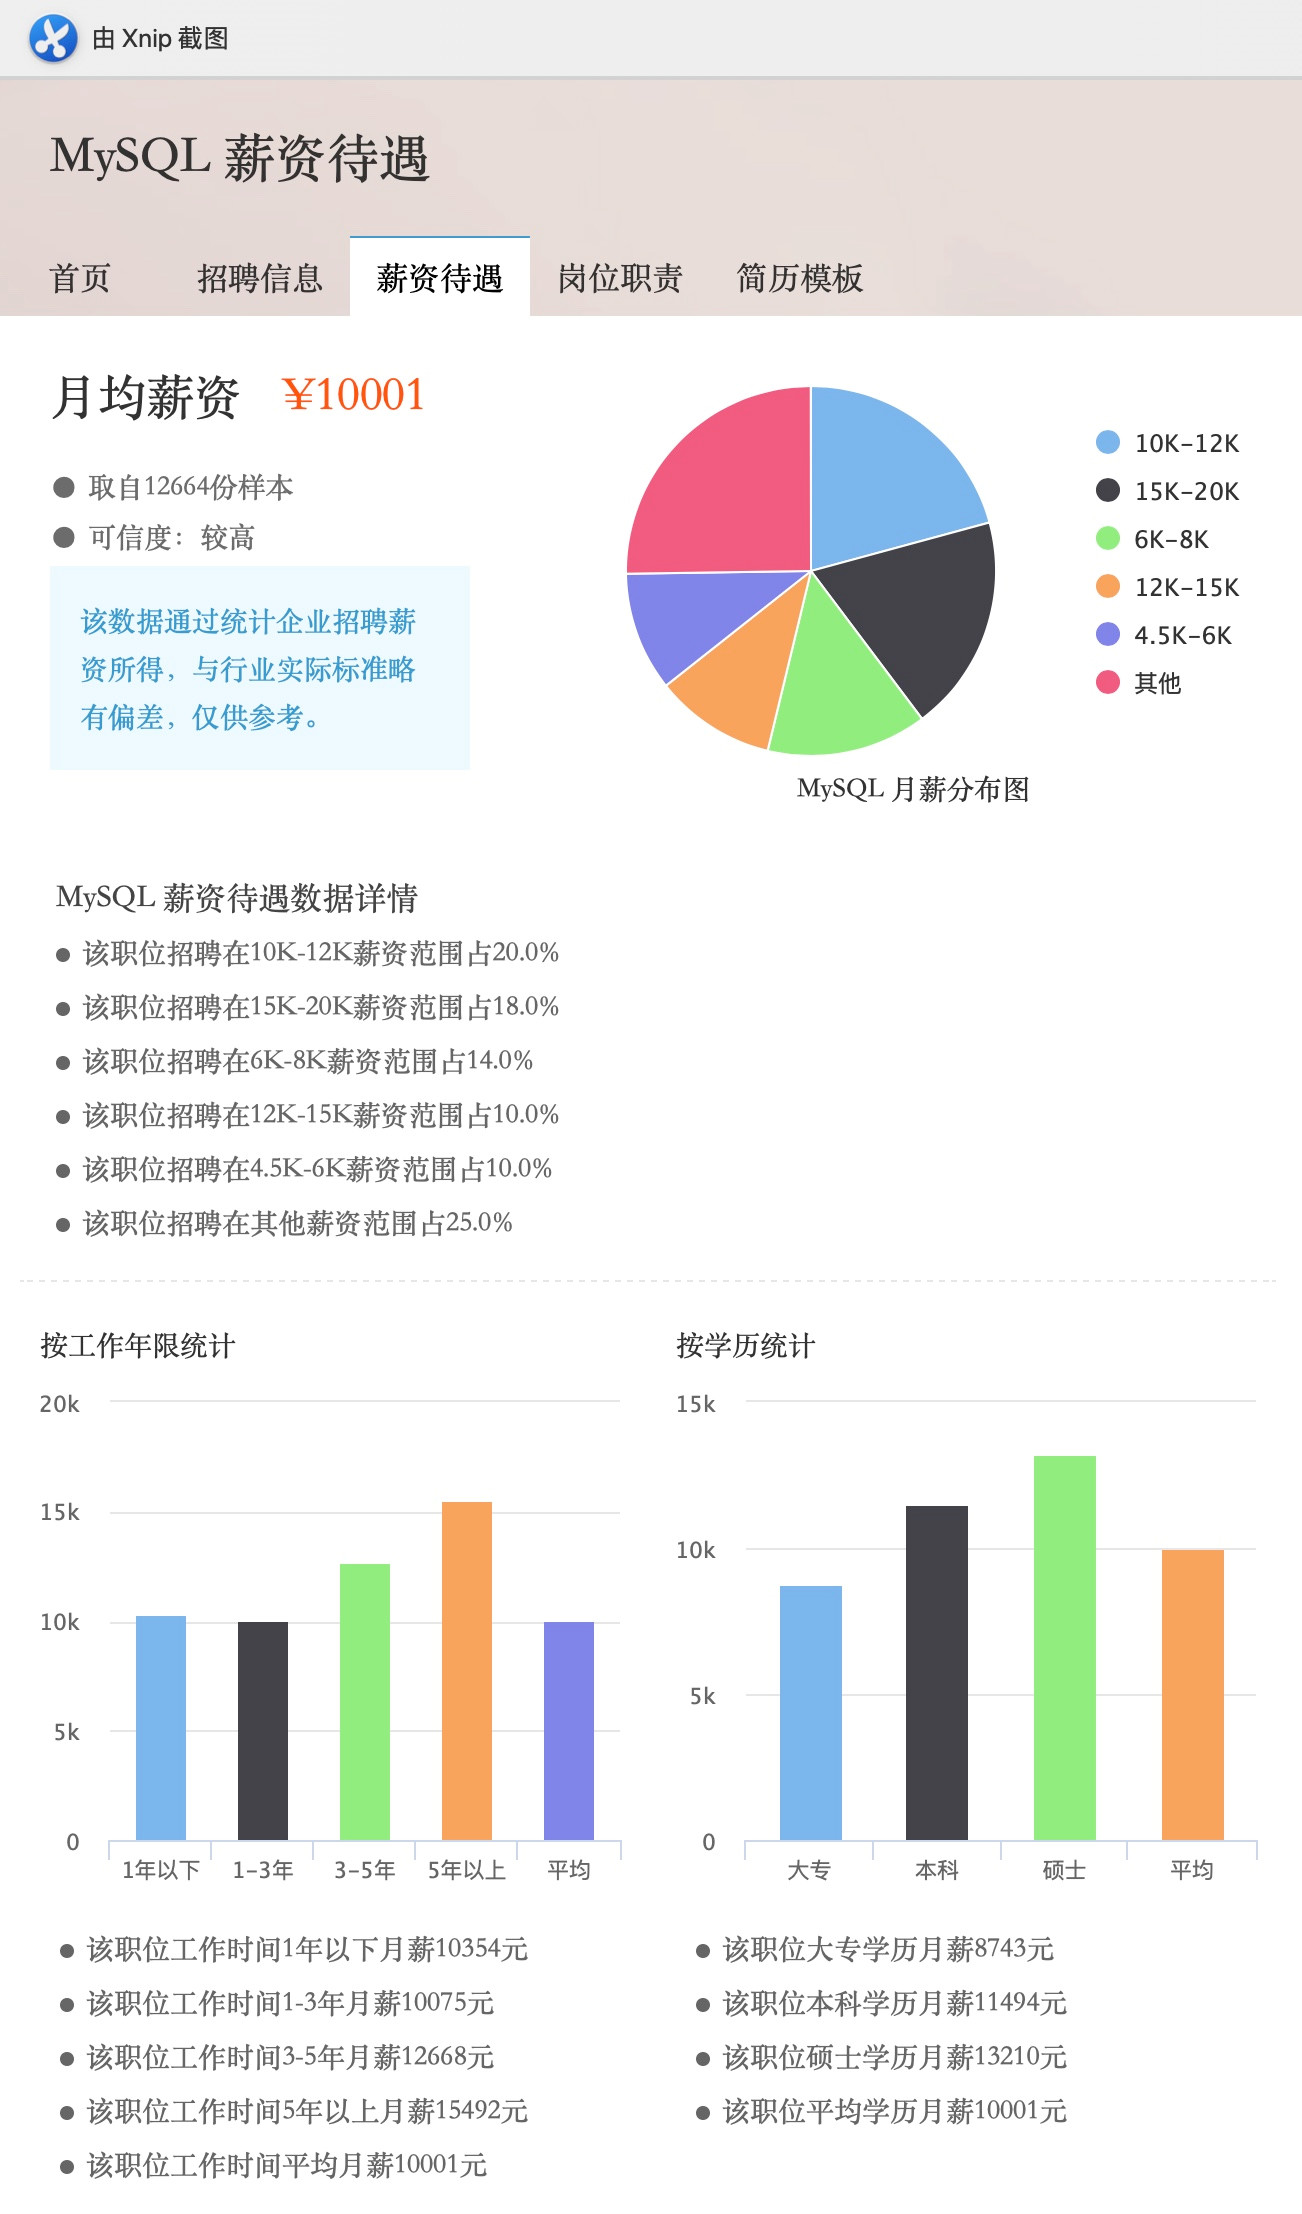 由 Xnip 截图
MySQL 薪资待遇
首页 招聘信息 薪资待遇 岗位职责 简历模板
月均薪资 ¥10001
取自12664份样本
可信度：较高
该数据通过统计企业招聘薪
资所得，与行业实际标准略
有偏差，仅供参考。
10K-12K
15K-20K
6K-8K
12K-15K
4.5K-6K
其他
MySQL 月薪分布图
MySQL 薪资待遇数据详情
该职位招聘在10K-12K薪资范围占20.0%
该职位招聘在15K-20K薪资范围占18.0%
该职位招聘在6K-8K薪资范围占14.0%
该职位招聘在12K-15K薪资范围占10.0%
该职位招聘在4.5K-6K薪资范围占10.0%
该职位招聘在其他薪资范围占25.0%
按工作年限统计
20k
15k
10k
5k
0
1年以下 1-3年 3-5年 5年以上 平均
该职位工作时间1年以下月薪10354元
该职位工作时间1-3年月薪10075元
该职位工作时间3-5年月薪12668元
该职位工作时间5年以上月薪15492元
该职位工作时间平均月薪10001元
按学历统计
15k
10k
5k
0
大专 本科 硕士 平均
该职位大专学历月薪8743元
该职位本科学历月薪11494元
该职位硕士学历月薪13210元
该职位平均学历月薪10001元